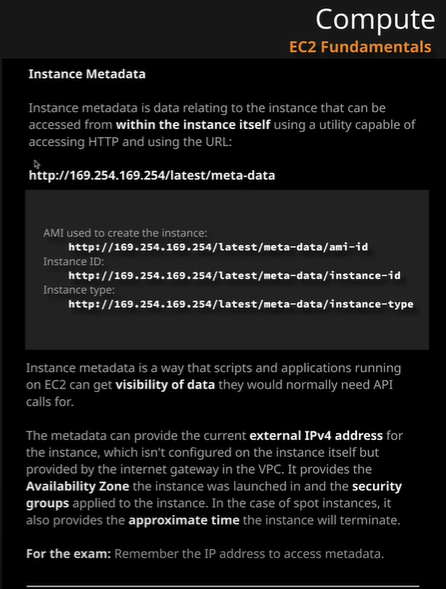 Compute
EC2 Fundamentals
Instance Metadata
Instance metadata is data relating to the instance that can be
accessed from within the instance itself using a utility capable of
accessing HTTP and using the URL:
http://169.254.169.254/latest/meta-data
AMI used to create the instance:
http://169.254.169.254/latest/meta-data/ami-id
Instance ID:
http://169.254.169.254/latest/meta-data/instance-id
Instance type:
http://169.254.169.254/latest/meta-data/instance-type
Instance metadata is a way that scripts and applications running
on EC2 can get visibility of data they would normally need API
calls for.
The metadata can provide the current external IPv4 address for
the instance, which isn't configured on the instance itself but
provided by the internet gateway in the VPC. It provides the
Availability Zone the instance was launched in and the security
groups applied to the instance. In the case of spot instances, it
also provides the approximate time the instance will terminate.
For the exam: Remember the IP address to access metadata.